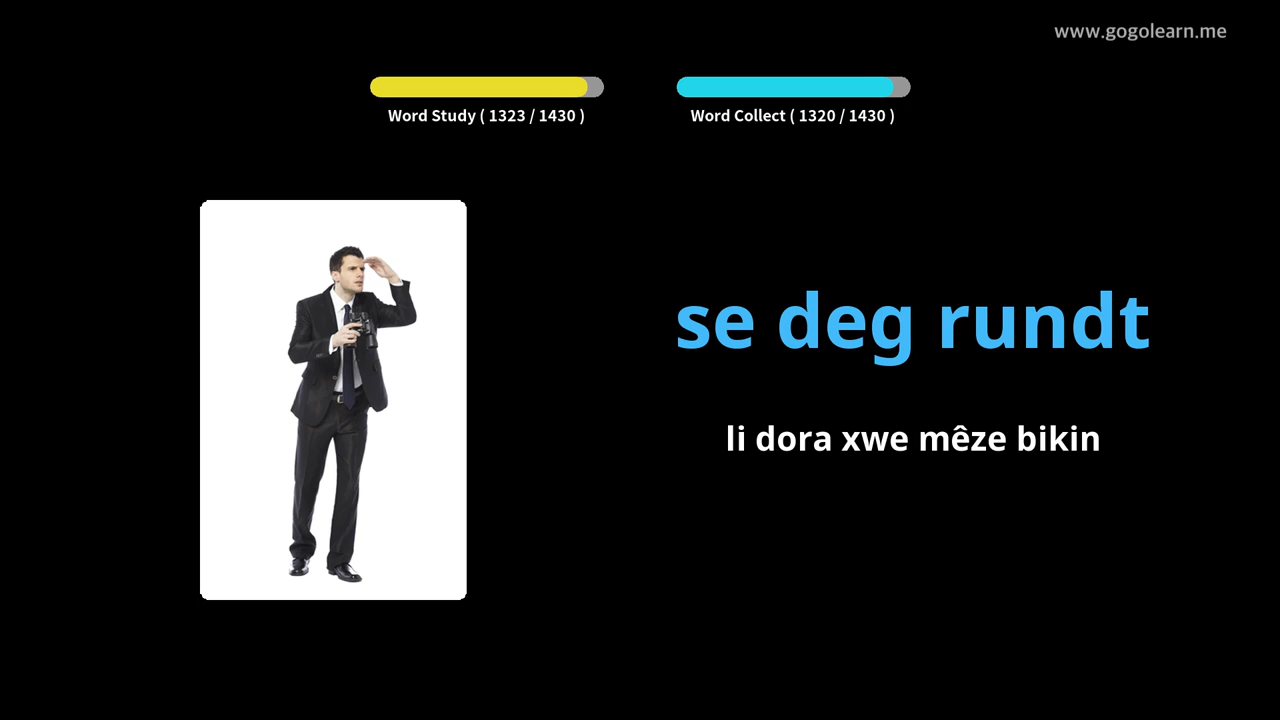 www.gogolearn.me
Word Study ( 1323 / 1430 )
Word Collect ( 1320 / 1430 )
se deg rundt
li dora xwe mêze bikin